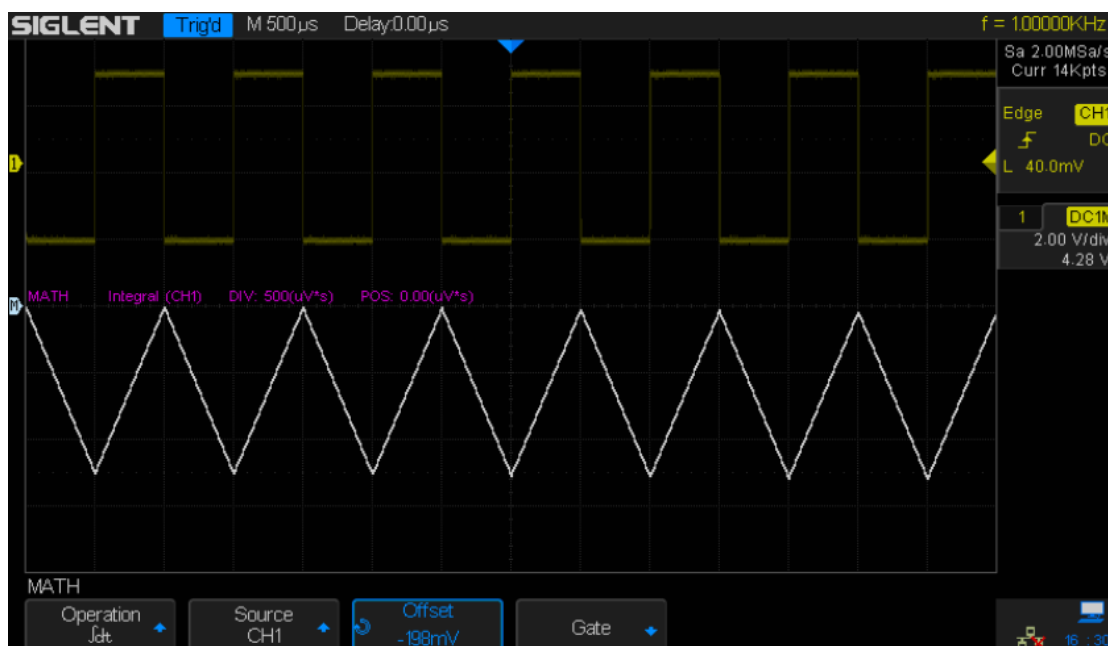 SIGLENT Trig'd M 500µs Delay:0.00µs f = 1.00000KHz
Sa 2.00MSa/s
Curr 14Kpts
Edge CH1
DC
L 40.0mV
1
1 DC1M
2.00 V/div
4.28 V
M MATH Integral (CH1) DIV: 500(uV*s) POS: 0.00(uV*s)
MATH
Operation Source Offset Gate
∫dt CH1 -198mV
16 : 30